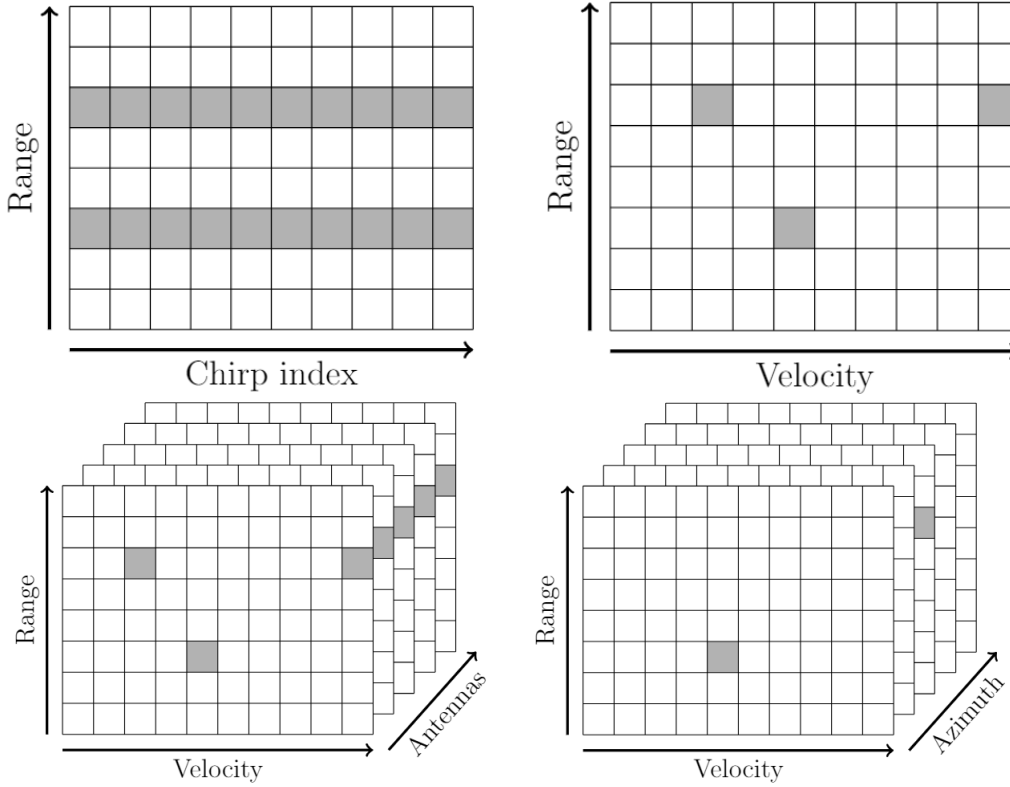 Range
Chirp index
Range
Velocity
Range
Velocity
Antennas
Range
Velocity
Azimuth